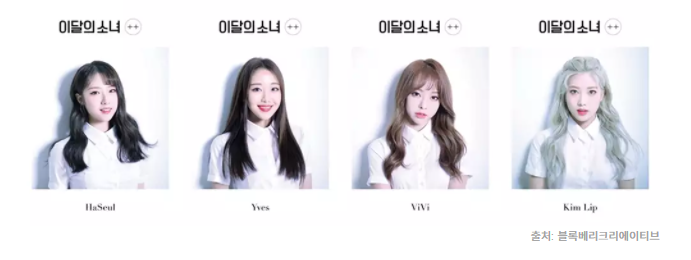 이달의 소녀 ++
이달의 소녀 ++
이달의 소녀 ++
이달의 소녀 ++
HaSeul
Yves
ViVi
Kim Lip
출처: 블록베리크리에이티브